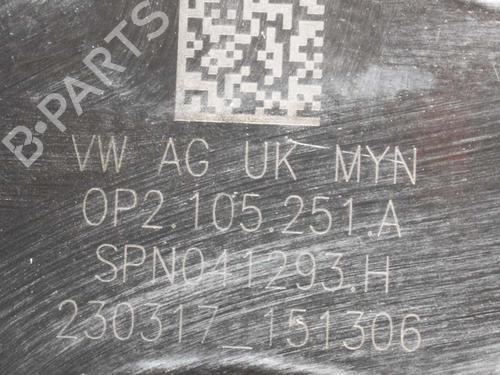 B-PARTS
VW AG UK MYN
0P2.105.251.A
SPN041293.H
230317_151306